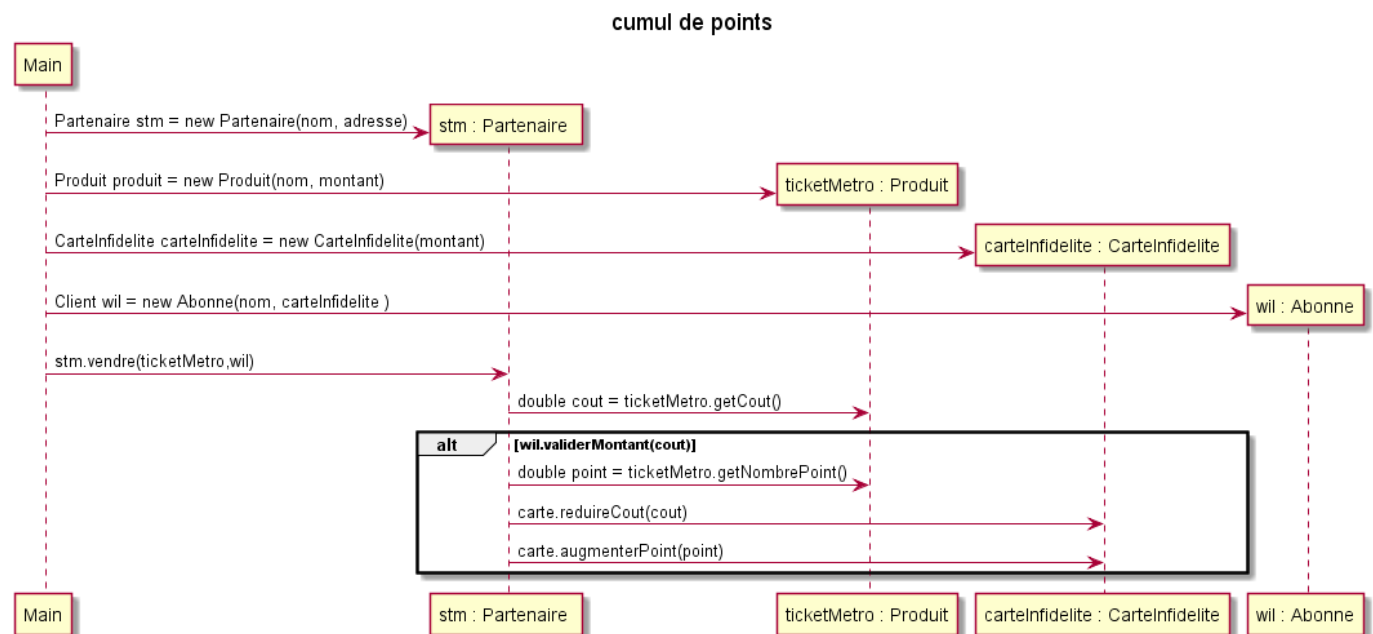 cumul de points
Main
Partenaire stm = new Partenaire(nom, adresse)
stm : Partenaire
Produit produit = new Produit(nom, montant)
ticketMetro : Produit
CarteInfidelite carteInfidelite = new CarteInfidelite(montant)
carteInfidelite : CarteInfidelite
Client wil = new Abonne(nom, carteInfidelite )
wil : Abonne
stm.vendre(ticketMetro,wil)
double cout = ticketMetro.getCout()
alt [wil.validerMontant(cout)]
double point = ticketMetro.getNombrePoint()
carte.reduireCout(cout)
carte.augmenterPoint(point)
Main stm : Partenaire ticketMetro : Produit carteInfidelite : CarteInfidelite wil : Abonne